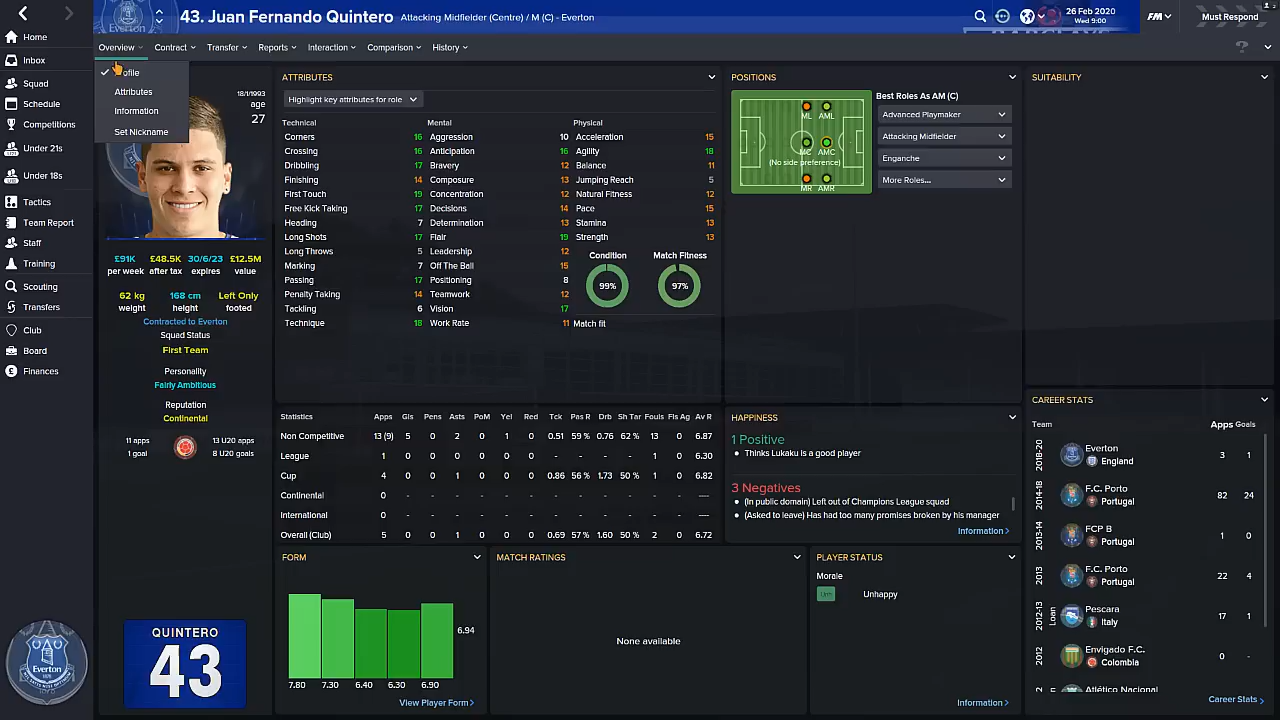 43. Juan Fernando Quintero Attacking Midfielder (Centre) / M (C) - Everton
26 Feb 2020
Wed 9:00
FM
Must Respond
Everton
Home
Inbox
Squad
Schedule
Competitions
Under 21s
Under 18s
Tactics
Team Report
Staff
Training
Scouting
Transfers
Club
Board
Finances
Everton
Overview Contract Transfer Reports Interaction Comparison History
ofile
Attributes
Information
Set Nickname
18/1/1993
age
27
£91K £48.5K 30/6/23 £12.5M
per week after tax expires value
62 kg 168 cm Left Only
weight height footed
Contracted to Everton
Squad Status
First Team
Personality
Fairly Ambitious
Reputation
Continental
11 apps 13 U20 apps
1 goal 8 U20 goals
QUINTERO
43
ATTRIBUTES
Highlight key attributes for role
Technical Mental Physical
Corners 16 Aggression 10 Acceleration 15
Crossing 16 Anticipation 16 Agility 18
Dribbling 17 Bravery 12 Balance 11
Finishing 14 Composure 13 Jumping Reach 5
First Touch 19 Concentration 12 Natural Fitness 12
Free Kick Taking 17 Decisions 14 Pace 15
Heading 7 Determination 13 Stamina 13
Long Shots 17 Flair 19 Strength 13
Long Throws 5 Leadership 12
Marking 7 Off The Ball 15
Passing 17 Positioning 8
Penalty Taking 14 Teamwork 12
Tackling 6 Vision 17
Technique 18 Work Rate 11
Condition Match Fitness
99% 97%
Match fit
Statistics Apps Gls Pens Asts PoM Yel Red Tck Pas R Drb Sh Tar Fouls Fls Ag Av R
Non Competitive 13 (9) 5 0 2 0 1 0 0.51 59 % 0.76 62 % 13 0 6.87
League 1 0 0 0 0 0 0 - - - - 1 0 6.30
Cup 4 0 0 1 0 0 0 0.86 56 % 1.73 50 % 1 0 6.82
Continental 0 - - - - - - - - - - - - ----
International 0 - - - - - - - - - - - - ----
Overall (Club) 5 0 0 1 0 0 0 0.69 57 % 1.60 50 % 2 0 6.72
FORM
6.94
7.80 7.30 6.40 6.30 6.90
View Player Form>
MATCH RATINGS
None available
POSITIONS
ML AML
MC AMC
(No side preference)
MR AMR
Best Roles As AM (C)
Advanced Playmaker
Attacking Midfielder
Enganche
More Roles...
HAPPINESS
1 Positive
• Thinks Lukaku is a good player
3 Negatives
• (In public domain) Left out of Champions League squad
• (Asked to leave) Has had too many promises broken by his manager
Information>
PLAYER STATUS
Morale
Unh Unhappy
Information>
SUITABILITY
CAREER STATS
Team Apps Goals
2018-20 Everton England 3 1
2014-18 F.C. Porto Portugal 82 24
2013-14 FCP B Portugal 1 0
2013 F.C. Porto Portugal 22 4
2012-13 Loan Pescara Italy 17 1
2012 Envigado F.C. Colombia 0 -
2 Atlético Nacional
Career Stats>